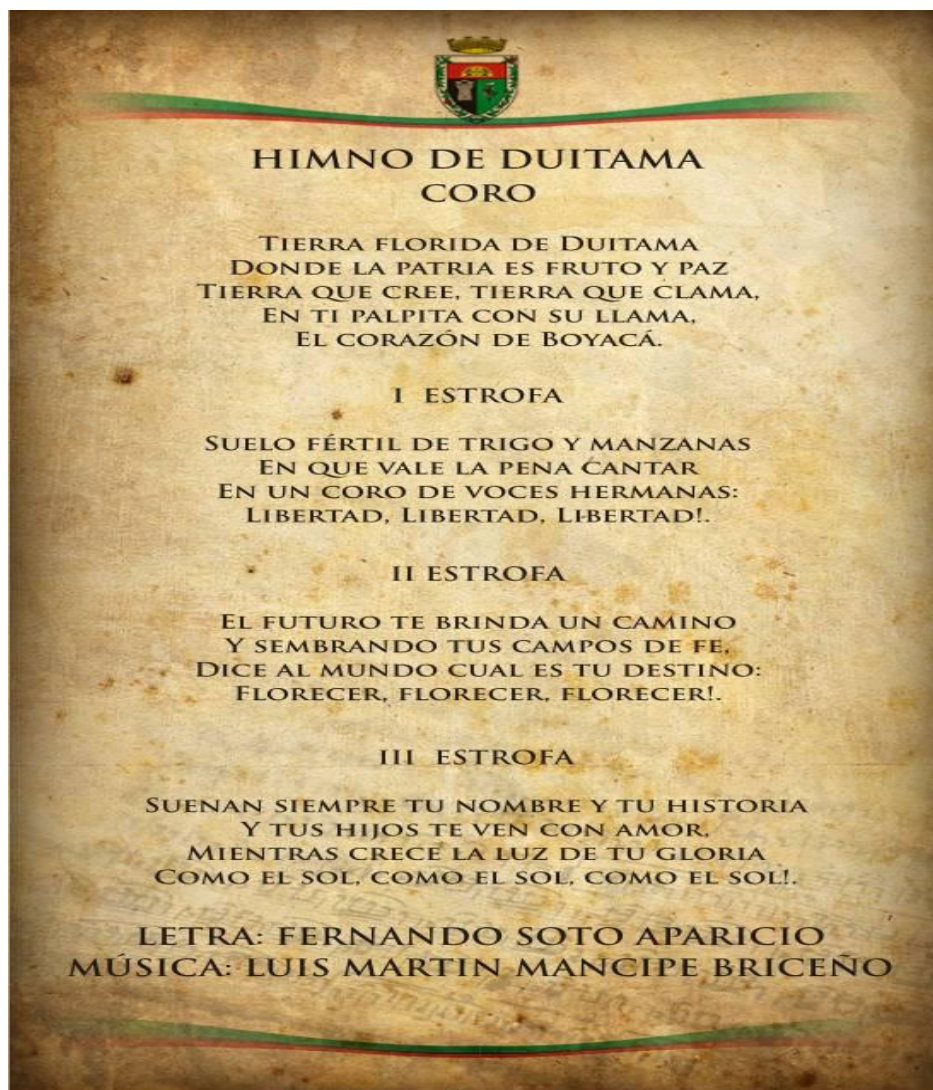 HIMNO DE DUITAMA
CORO
TIERRA FLORIDA DE DUITAMA
DONDE LA PATRIA ES FRUTO Y PAZ
TIERRA QUE CREE, TIERRA QUE CLAMA,
EN TI PALPITA CON SU LLAMA,
EL CORAZÓN DE BOYACÁ.
I ESTROFA
SUELO FÉRTIL DE TRIGO Y MANZANAS
EN QUE VALE LA PENA CANTAR
EN UN CORO DE VOCES HERMANAS:
LIBERTAD, LIBERTAD, LIBERTAD!.
II ESTROFA
EL FUTURO TE BRINDA UN CAMINO
Y SEMBRANDO TUS CAMPOS DE FE,
DICE AL MUNDO CUAL ES TU DESTINO:
FLORECER, FLORECER, FLORECER!.
III ESTROFA
SUENAN SIEMPRE TU NOMBRE Y TU HISTORIA
Y TUS HIJOS TE VEN CON AMOR,
MIENTRAS CRECE LA LUZ DE TU GLORIA
COMO EL SOL, COMO EL SOL, COMO EL SOL!.
LETRA: FERNANDO SOTO APARICIO
MÚSICA: LUIS MARTIN MANCIPE BRICEÑO